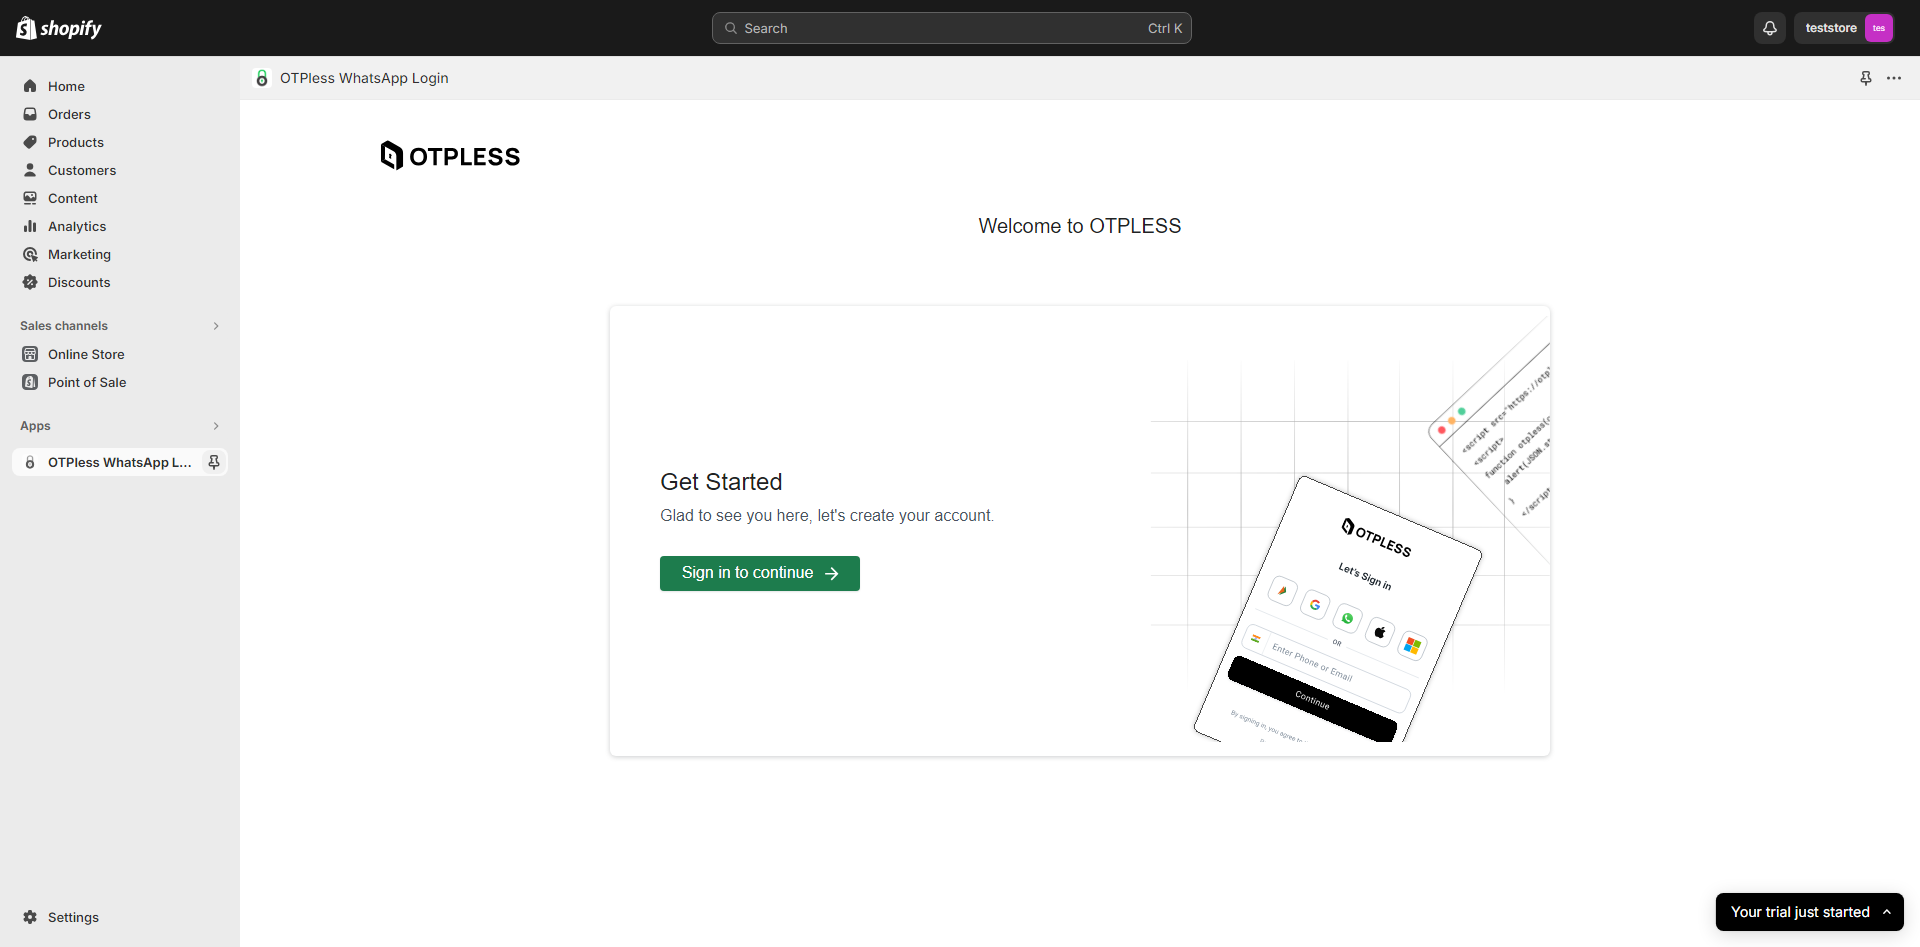 shopify
Search
Ctrl K
teststore
tes
Home
Orders
Products
Customers
Content
Analytics
Marketing
Discounts
Sales channels
Online Store
Point of Sale
Apps
OTPless WhatsApp L...
Settings
OTPless WhatsApp Login
OTPLESS
Welcome to OTPLESS
Get Started
Glad to see you here, let's create your account.
Sign in to continue
<script src="https://otpl
<script>
function otpless(
alert(JSON.st
}
</script
OTPLESS
Let's Sign in
OR
Enter Phone or Email
Continue
By signing in, you agree to
Your trial just started